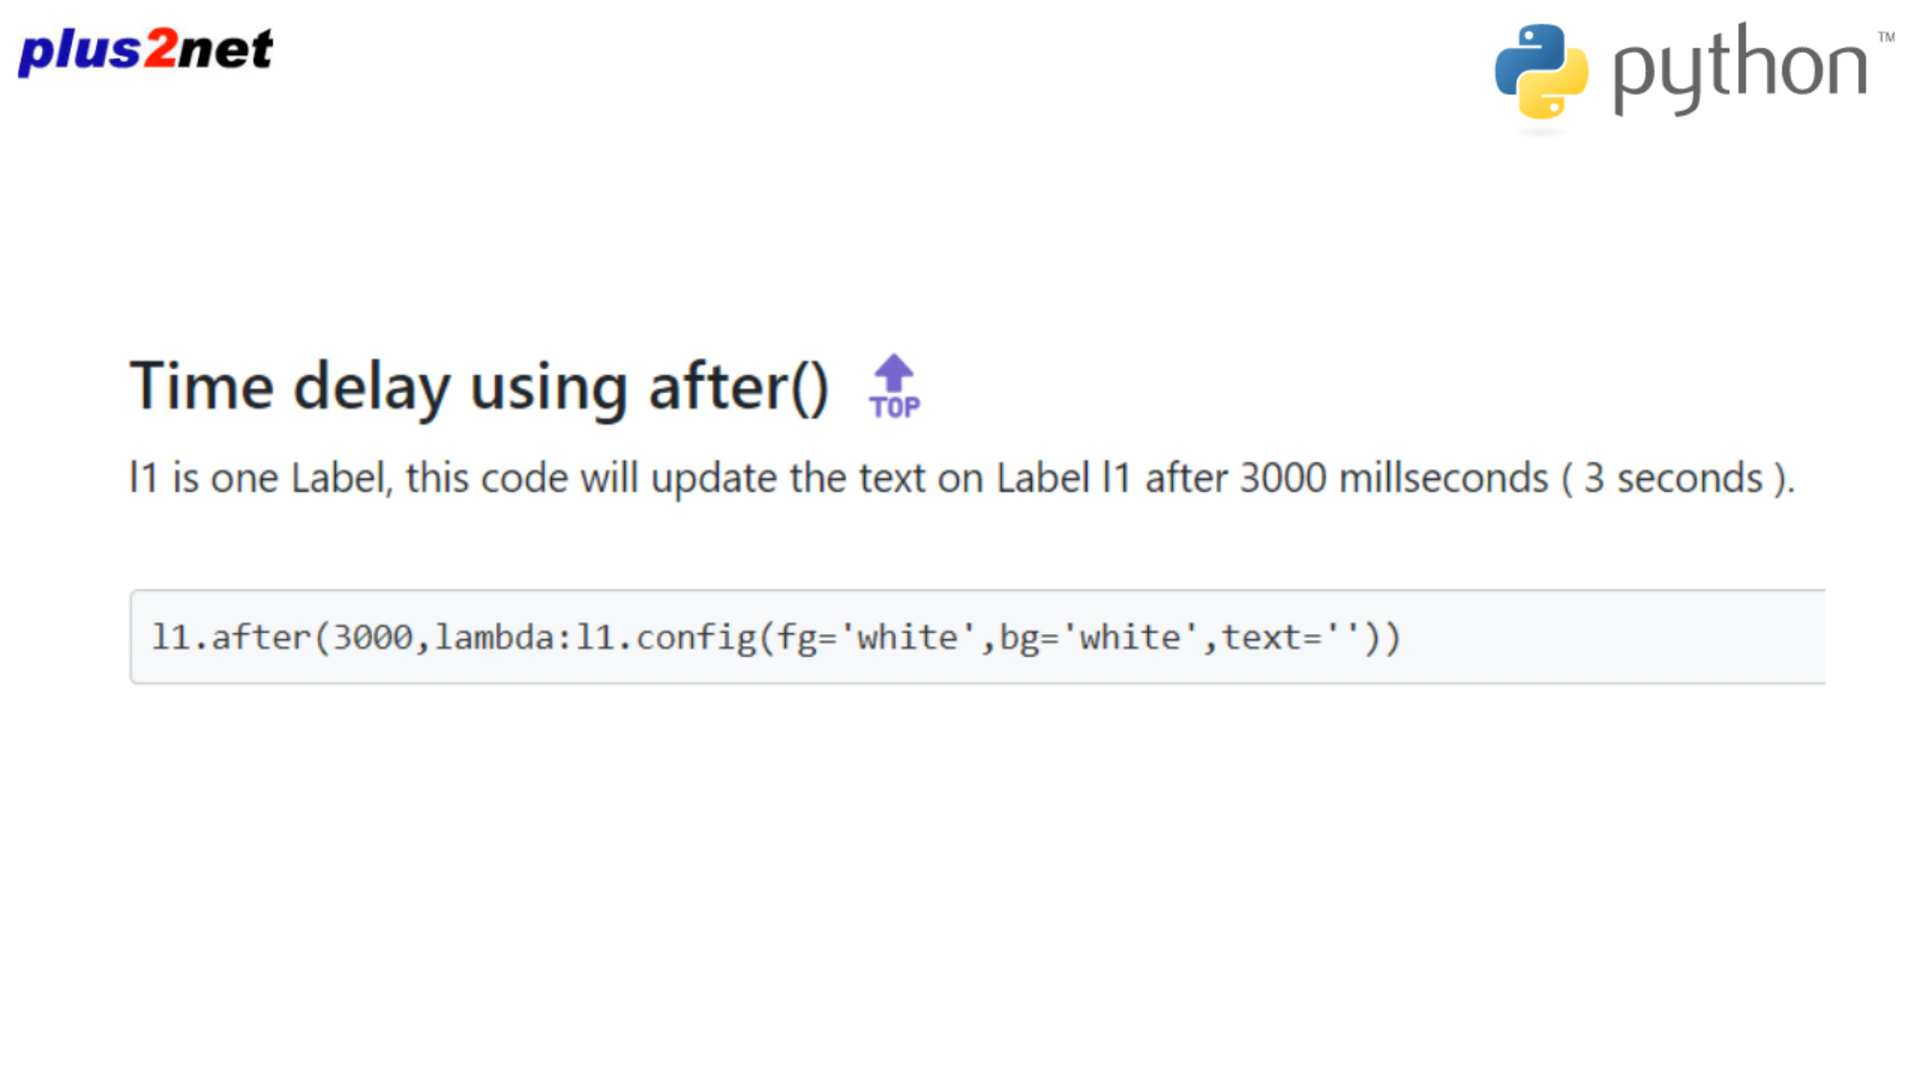 plus2net
python™
Time delay using after() TOP
l1 is one Label, this code will update the text on Label l1 after 3000 millseconds ( 3 seconds ).
l1.after(3000,lambda:l1.config(fg='white',bg='white',text=''))